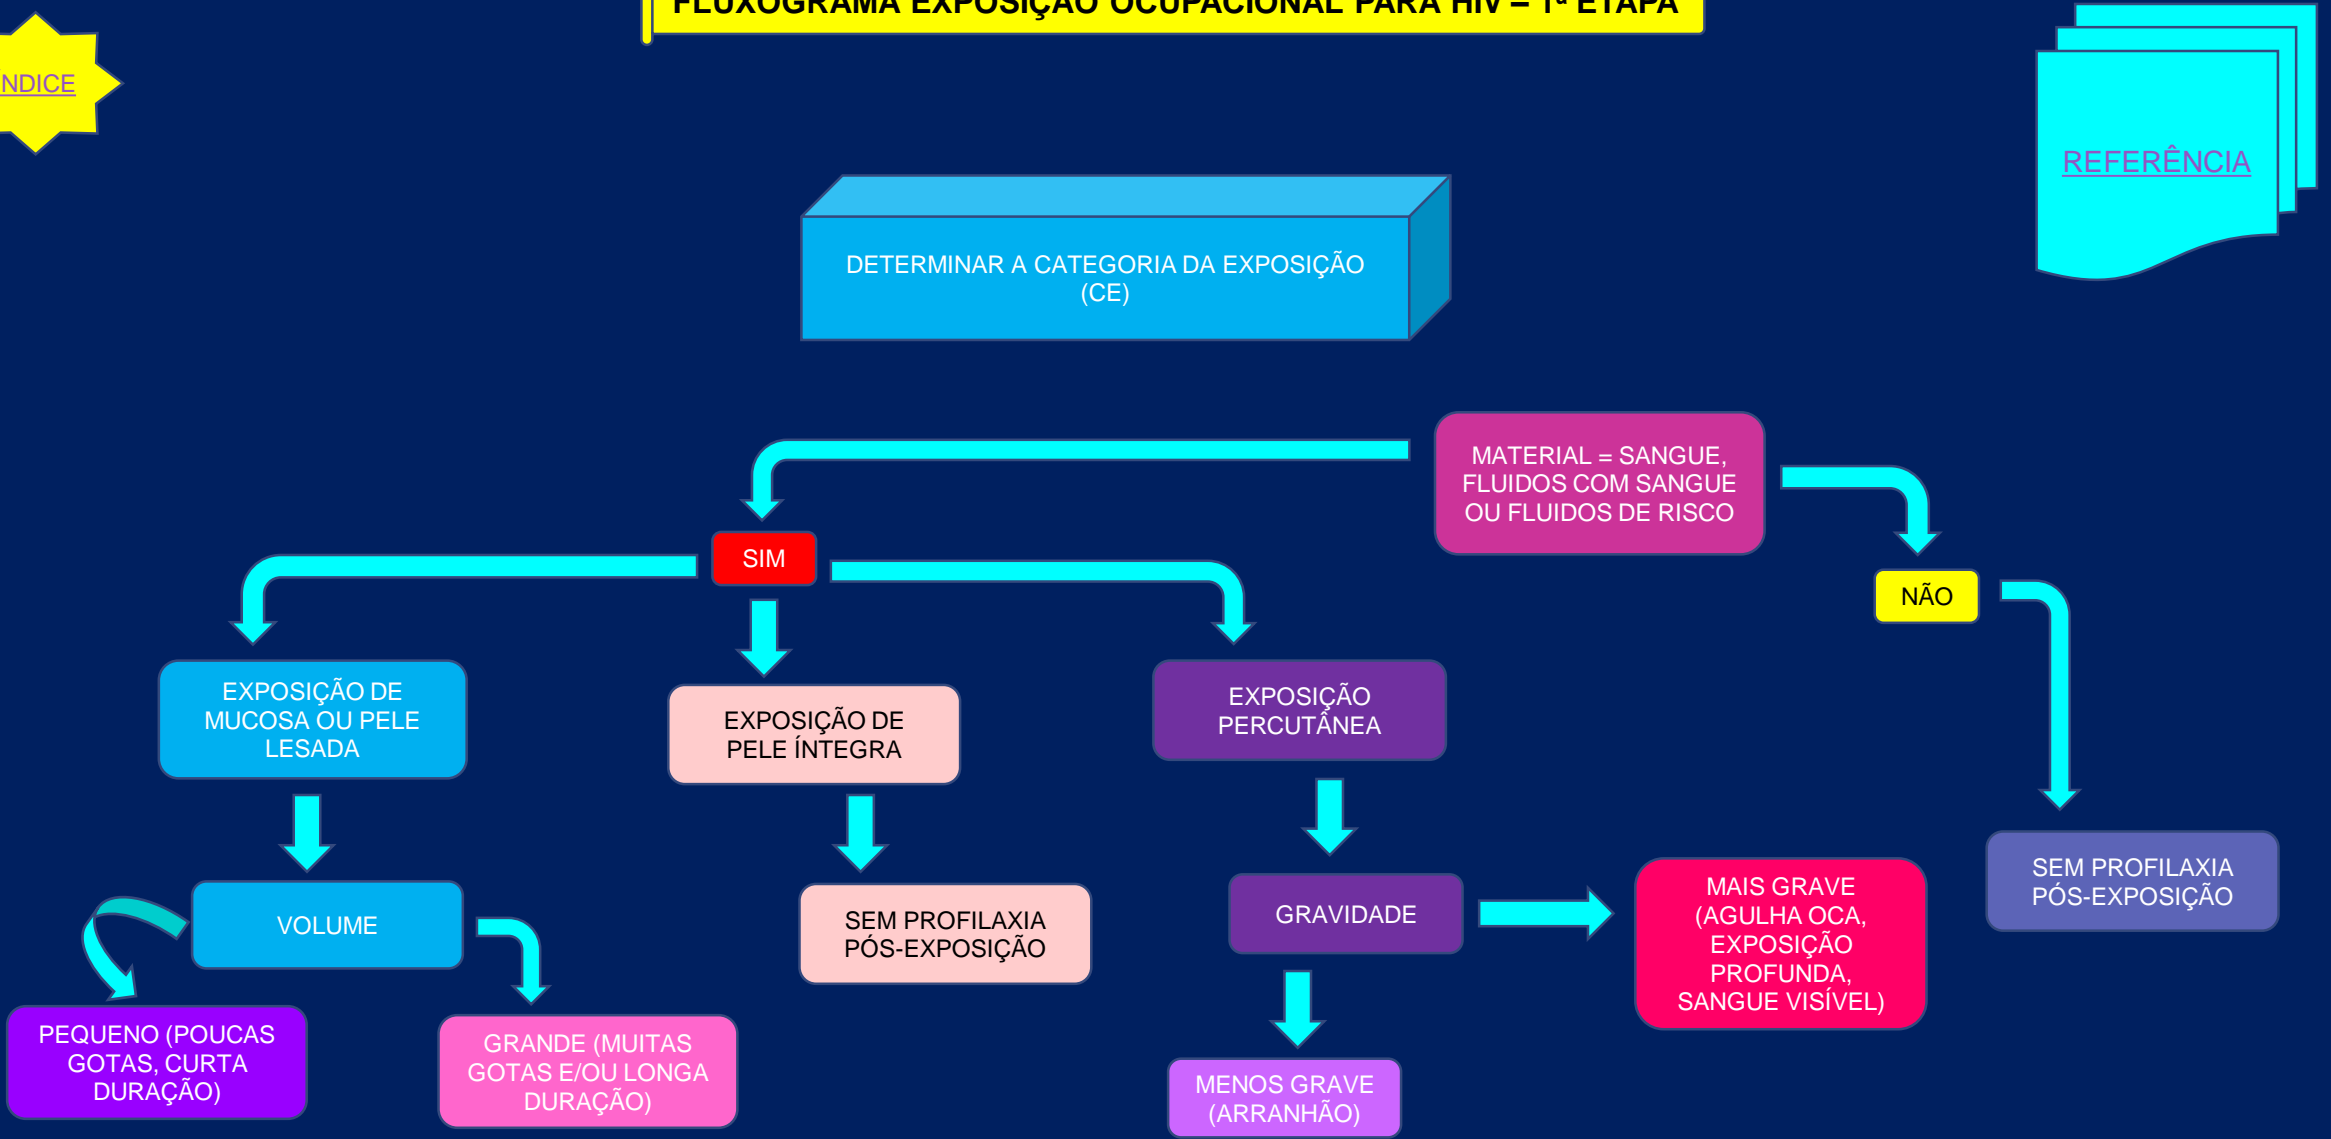 FLUXOGRAMA EXPOSIÇÃO OCUPACIONAL PARA HIV – 1ª ETAPA
NDICE
REFERÊNCIA
DETERMINAR A CATEGORIA DA EXPOSIÇÃO
(CE)
MATERIAL = SANGUE,
FLUIDOS COM SANGUE
OU FLUIDOS DE RISCO
SIM
NÃO
EXPOSIÇÃO DE
MUCOSA OU PELE
LESADA
EXPOSIÇÃO DE
PELE ÍNTEGRA
EXPOSIÇÃO
PERCUTÂNEA
VOLUME
SEM PROFILAXIA
PÓS-EXPOSIÇÃO
GRAVIDADE
MAIS GRAVE
(AGULHA OCA,
EXPOSIÇÃO
PROFUNDA,
SANGUE VISÍVEL)
SEM PROFILAXIA
PÓS-EXPOSIÇÃO
PEQUENO (POUCAS
GOTAS, CURTA
DURAÇÃO)
GRANDE (MUITAS
GOTAS E/OU LONGA
DURAÇÃO)
MENOS GRAVE
(ARRANHÃO)